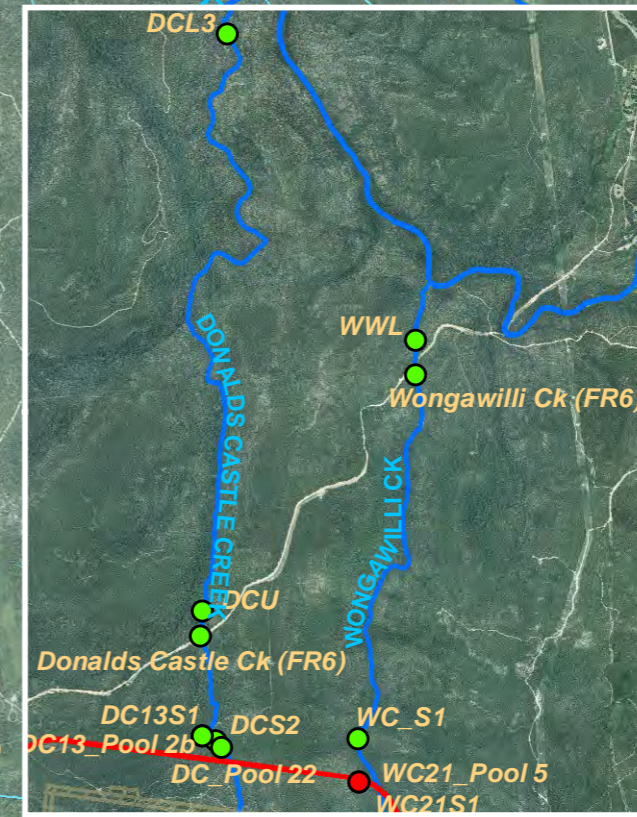 DCL3
WWL
Wongawilli Ck (FR6)
DONALDS CASTLE CREEK
WONGAWILLI CK
DCU
Donalds Castle Ck (FR6)
DC13S1
DCS2
WC_S1
DC13_Pool 2b
DC_Pool 22
WC21_Pool 5
WC21S1